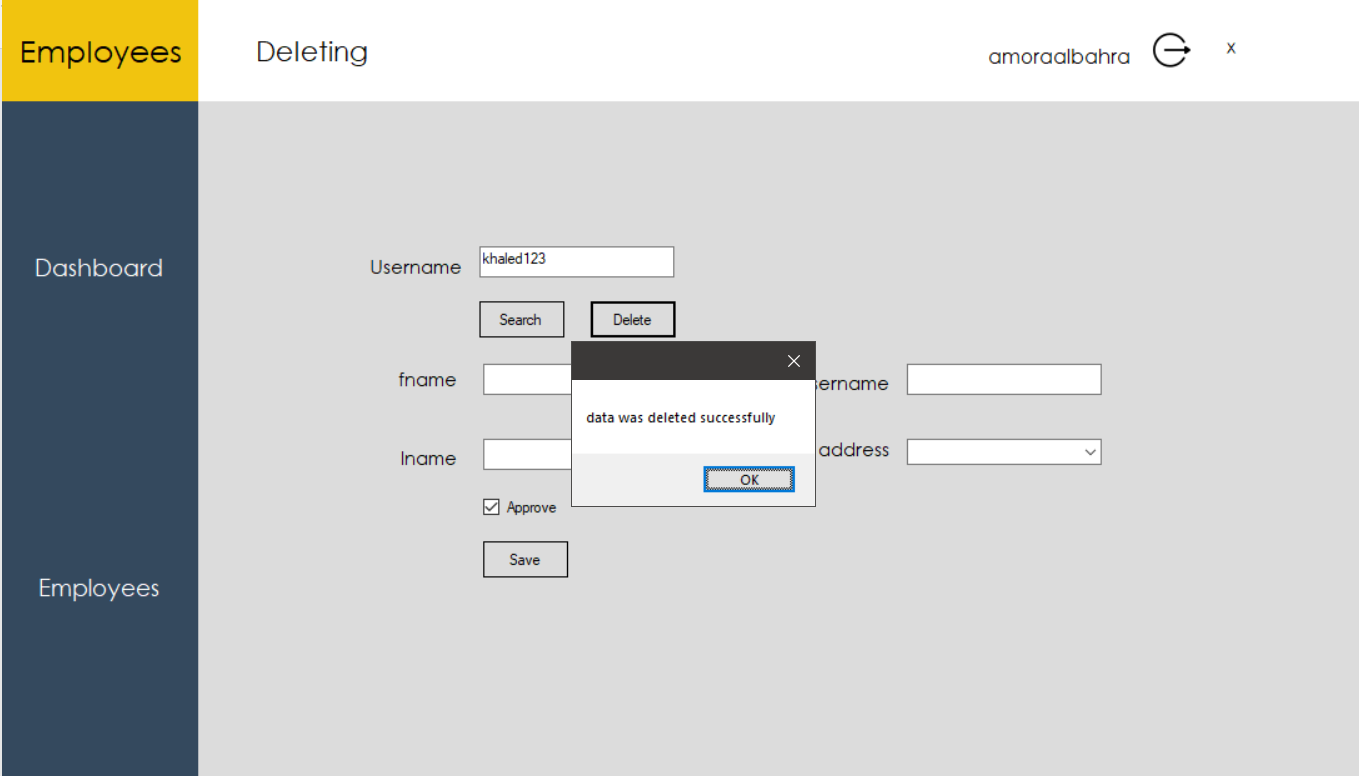 Employees
Deleting
amoraalbahra
X
Dashboard
Username
khaled123
Search
Delete
fname
sername
data was deleted successfully
lname
address
OK
Approve
Save
Employees